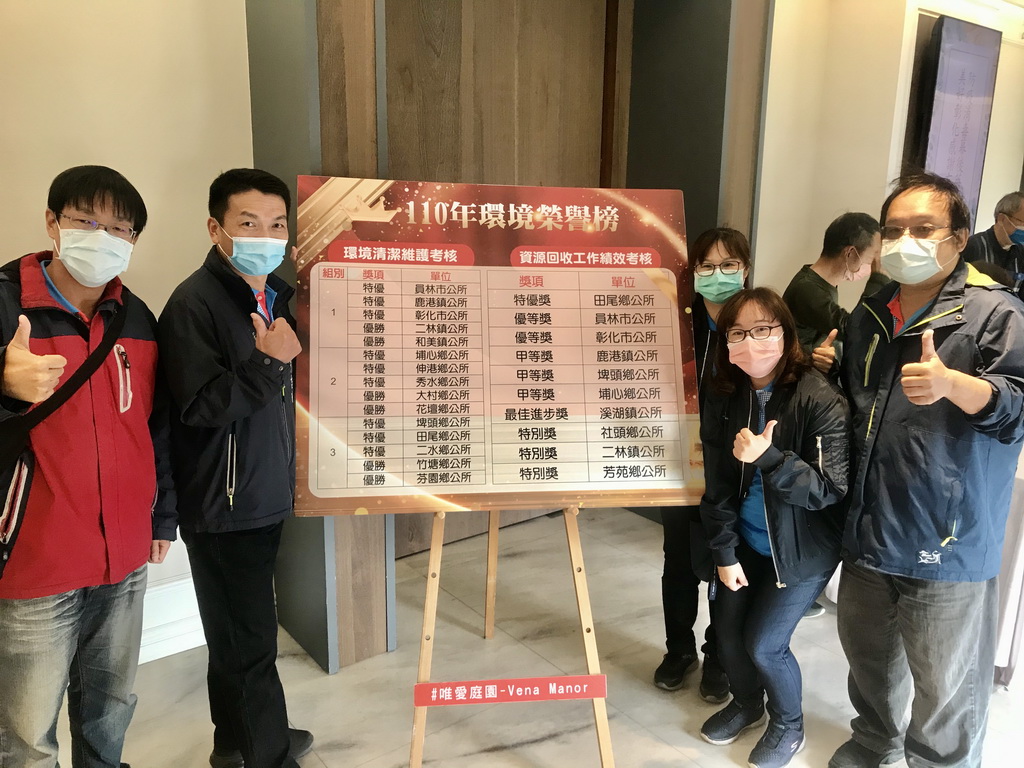 110年環境榮譽榜
環境清潔維護考核
組別 獎項 單位
1
特優 員林市公所
特優 鹿港鎮公所
特優 彰化市公所
優勝 二林鎮公所
優勝 和美鎮公所
2
特優 埔心鄉公所
特優 伸港鄉公所
特優 秀水鄉公所
優勝 大村鄉公所
優勝 花壇鄉公所
3
特優 埤頭鄉公所
特優 田尾鄉公所
特優 二水鄉公所
優勝 竹塘鄉公所
優勝 芬園鄉公所
資源回收工作績效考核
獎項 單位
特優獎 田尾鄉公所
優等獎 員林市公所
優等獎 彰化市公所
甲等獎 鹿港鎮公所
甲等獎 埤頭鄉公所
甲等獎 埔心鄉公所
最佳進步獎 溪湖鎮公所
特別獎 社頭鄉公所
特別獎 二林鎮公所
特別獎 芳苑鄉公所
#唯愛庭園-Vena Manor